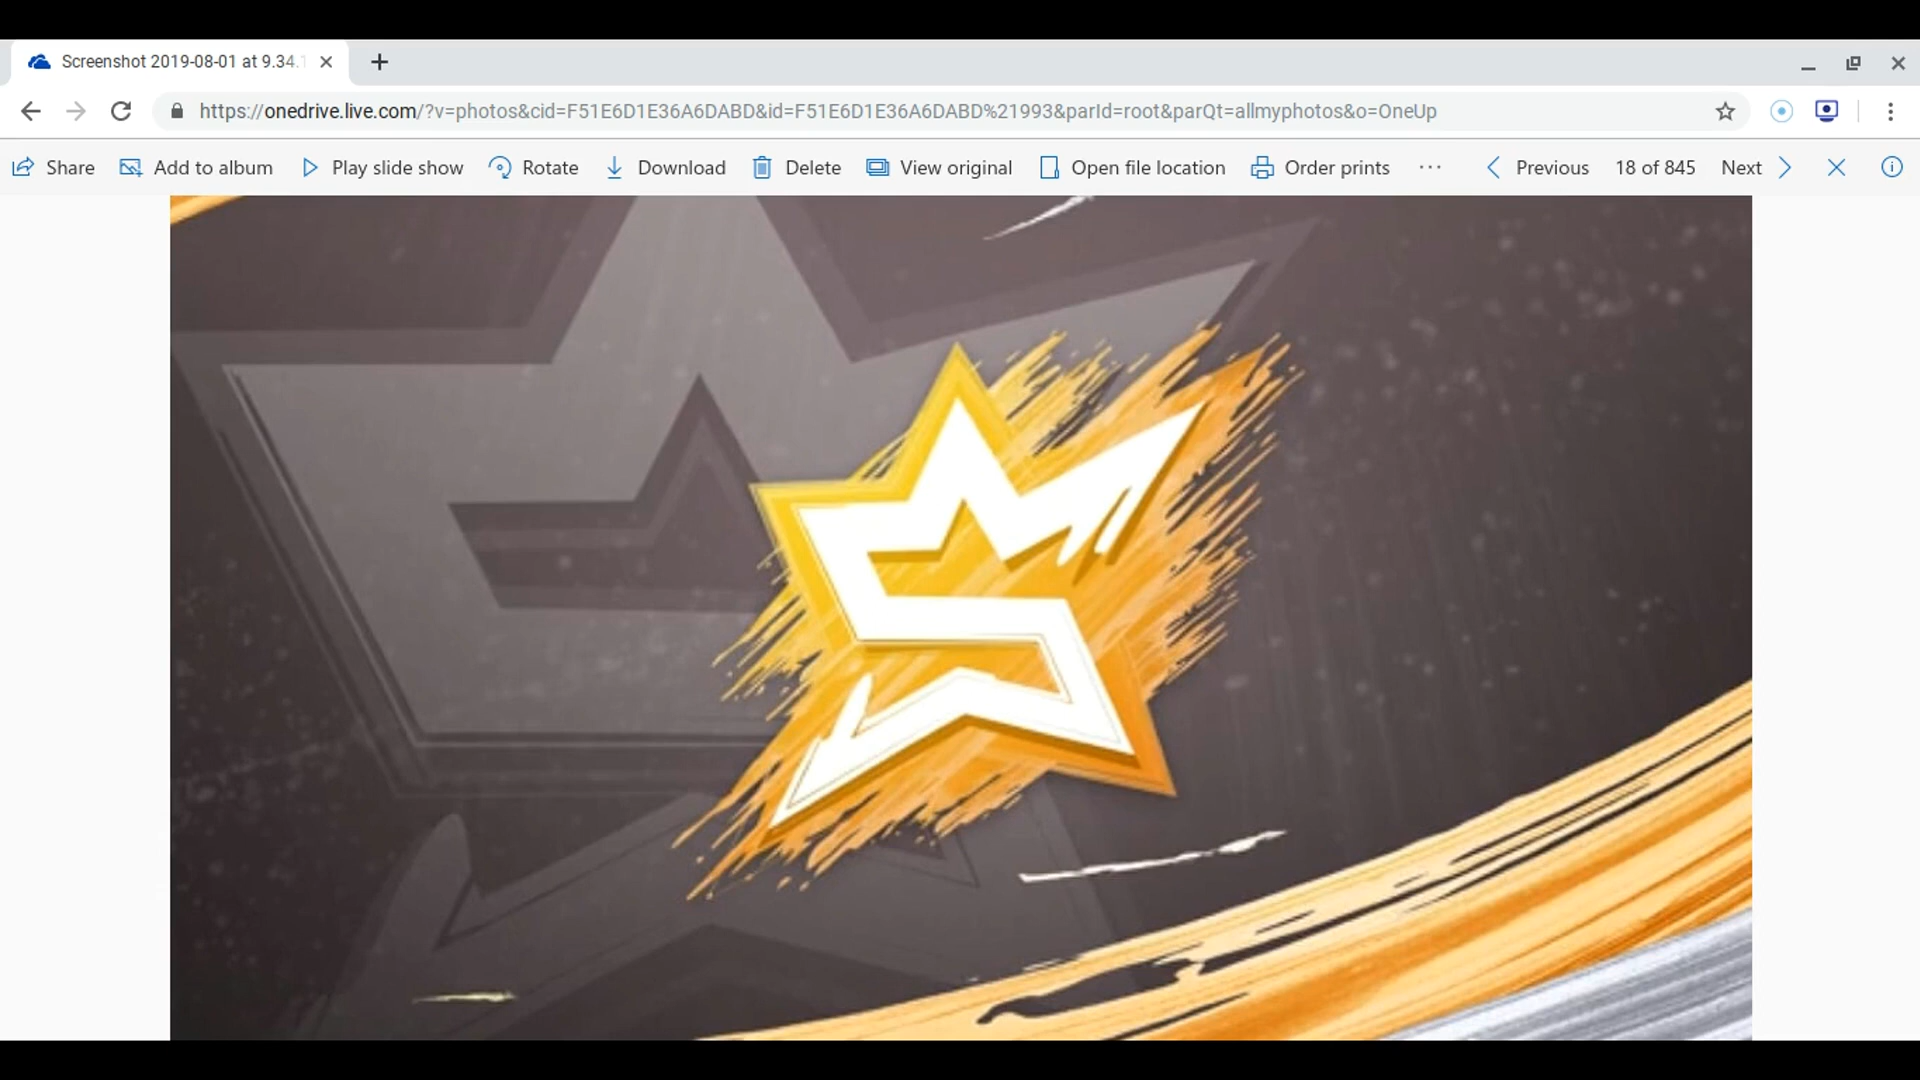 Screenshot 2019-08-01 at 9.34.1
https://onedrive.live.com/?v=photos&cid=F51E6D1E36A6DABD&id=F51E6D1E36A6DABD%21993&parId=root&parQt=allmyphotos&o=OneUp
Share Add to album Play slide show Rotate Download Delete View original Open file location Order prints ... Previous 18 of 845 Next
S